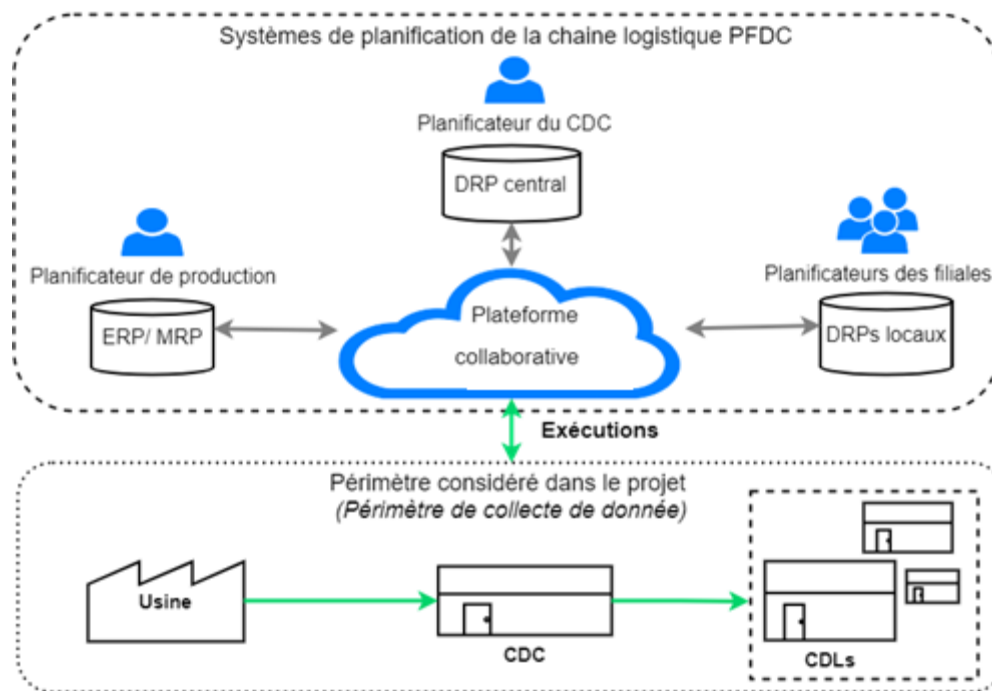 Systèmes de planification de la chaine logistique PFDC
Planificateur du CDC
DRP central
Planificateur de production
Planificateurs des filiales
ERP/ MRP
Plateforme
collaborative
DRPs locaux
Exécutions
Périmètre considéré dans le projet
(Périmètre de collecte de donnée)
Usine
CDC
CDLs